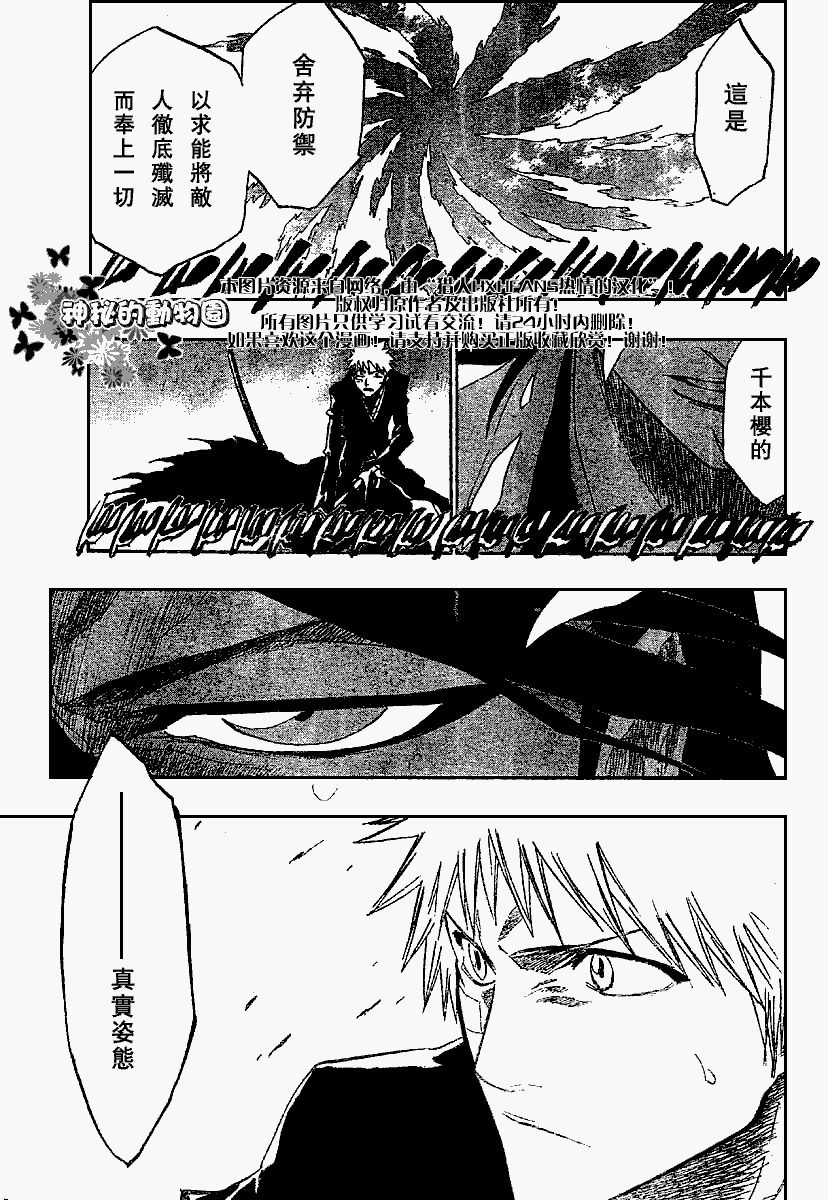 這是
舍弃防禦
以求能將敵
人徹底殲滅
而奉上一切
本图片资源来自网络，由《猎人HXHFANS热情的汉化》！
版权归原作者及出版社所有！
所有图片只供学习试看交流！请24小时内删除！
如果喜欢这个漫画！请支持并购买正版收藏欣赏！谢谢！
神秘的動物園
千本櫻的
——真實姿態